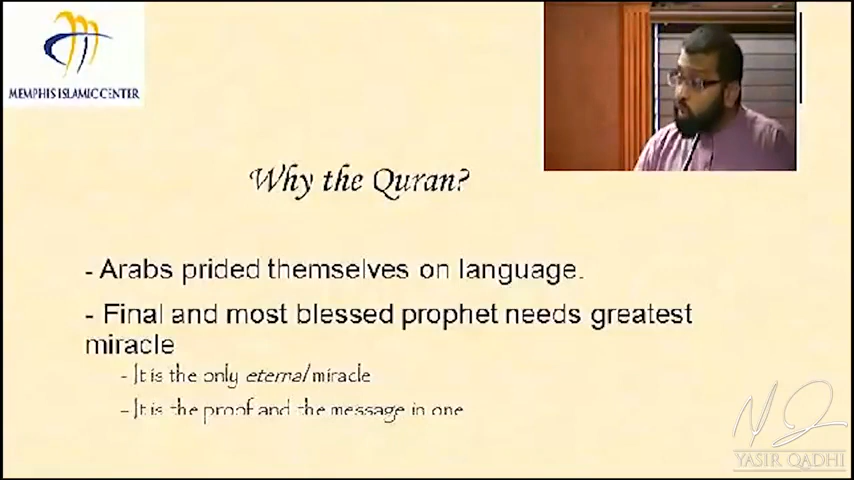 MEMPHIS ISLAMIC CENTER
Why the Quran?
- Arabs prided themselves on language.
- Final and most blessed prophet needs greatest
miracle
- It is the only eternal miracle
- It is the proof and the message in one
YASIR QADHI